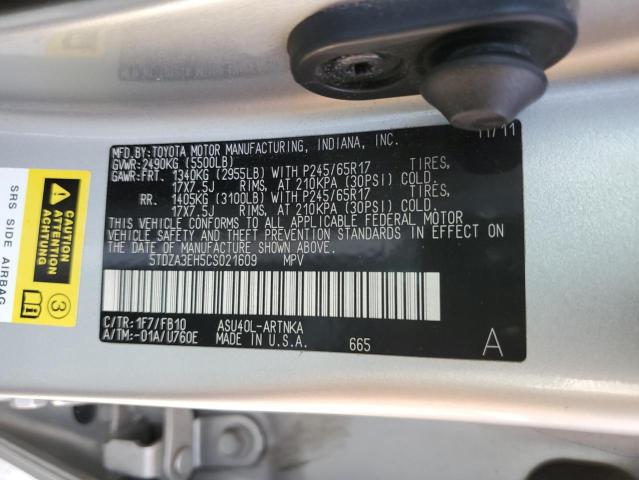 MFD.BY:TOYOTA MOTOR MANUFACTURING, INDIANA, INC. 11/11
GVWR:2490KG (5500LB)
GAWR:FRT. 1340KG (2955LB) WITH P245/65R17 TIRES,
17X7.5J RIMS, AT 210KPA (30PSI) COLD.
RR. 1405KG (3100LB) WITH P245/65R17 TIRES,
17X7.5J RIMS, AT 210KPA (30PSI) COLD.
THIS VEHICLE CONFORMS TO ALL APPLICABLE FEDERAL MOTOR
VEHICLE SAFETY AND THEFT PREVENTION STANDARDS IN EFFECT ON
THE DATE OF MANUFACTURE SHOWN ABOVE.
5TDZA3EH5CS021609 MPV
C/TR:1F7/FB10 ASU40L-ARTNKA
A/TM:-01A/U760E MADE IN U.S.A. 665 A
SRS SIDE AIRBAG
CAUTION
ATTENTION
ACHTUNG
3